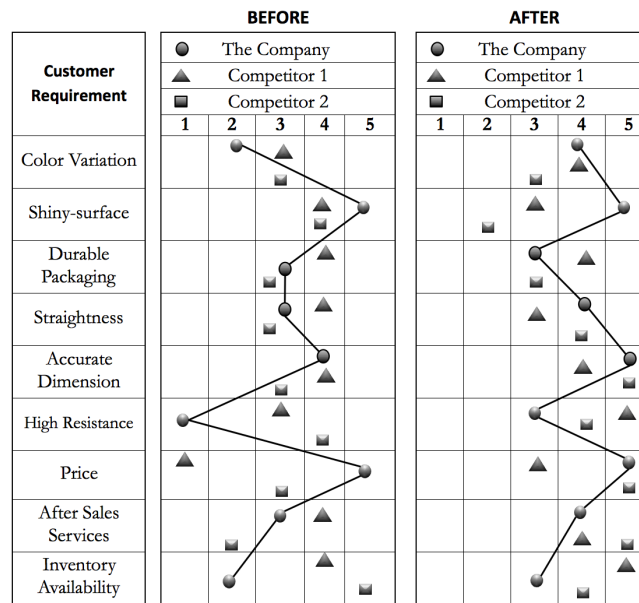 BEFORE
AFTER
Customer
Requirement
The Company
Competitor 1
Competitor 2
1 2 3 4 5
The Company
Competitor 1
Competitor 2
1 2 3 4 5
Color Variation
Shiny-surface
Durable
Packaging
Straightness
Accurate
Dimension
High Resistance
Price
After Sales
Services
Inventory
Availability